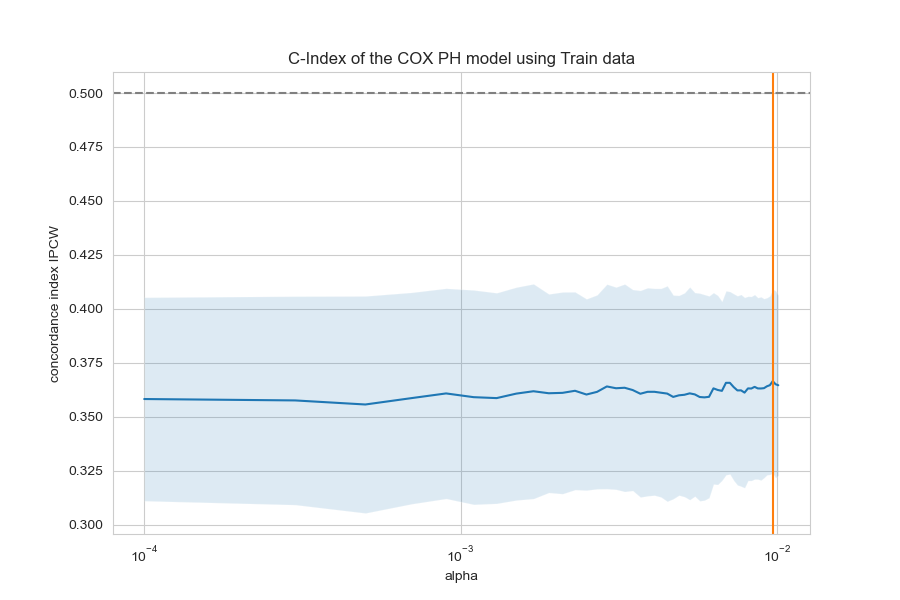 C-Index of the COX PH model using Train data
concordance index IPCW
0.500
0.475
0.450
0.425
0.400
0.375
0.350
0.325
0.300
10⁻⁴ 10⁻³ 10⁻²
alpha